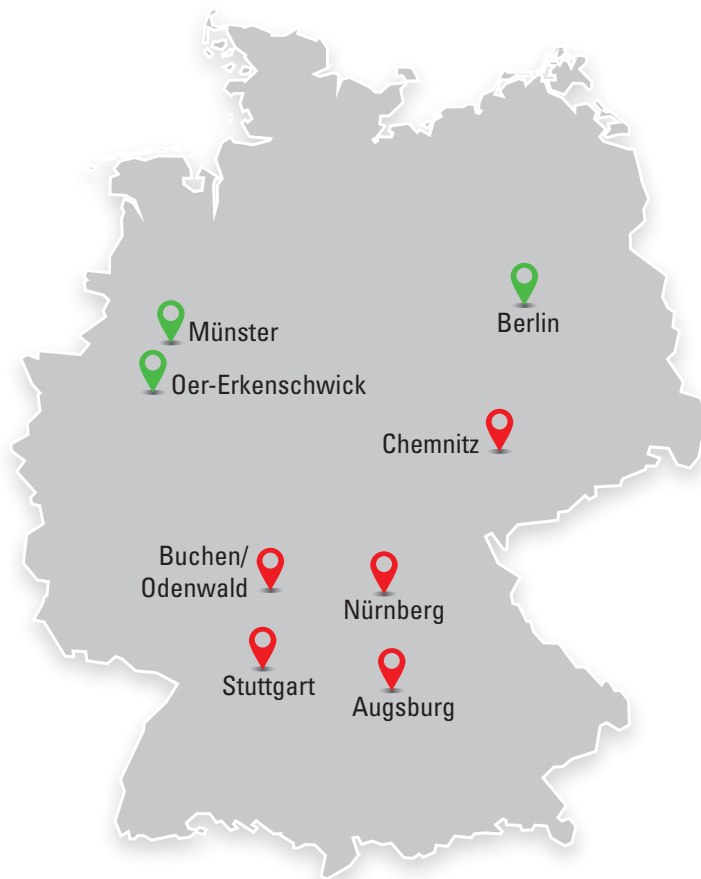 Berlin
Münster
Oer-Erkenschwick
Chemnitz
Buchen/
Odenwald
Nürnberg
Stuttgart
Augsburg